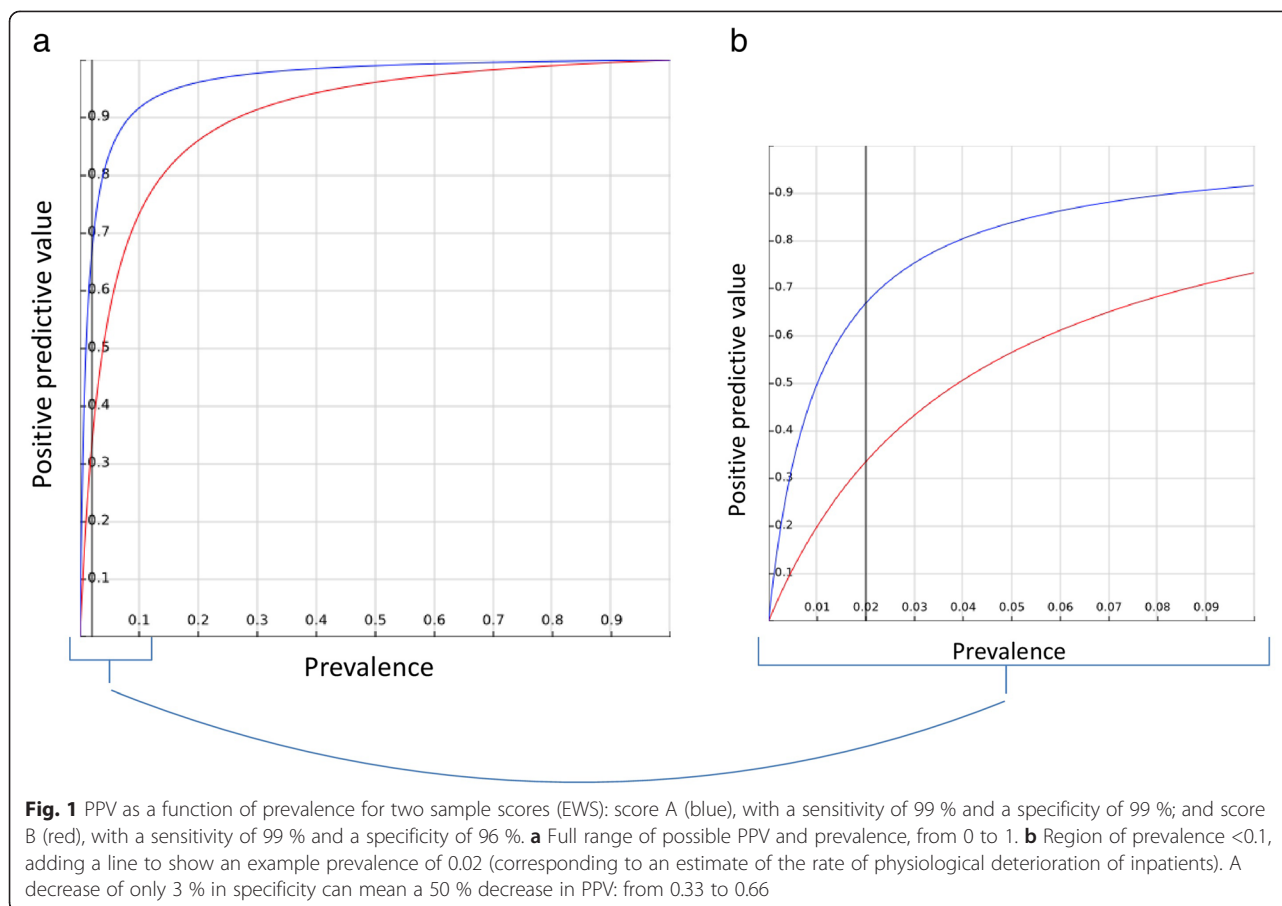 a
b
Positive predictive value
0.9
0.8
0.7
0.6
0.5
0.4
0.3
0.2
0.1
0.1 0.2 0.3 0.4 0.5 0.6 0.7 0.8 0.9
Prevalence
Positive predictive value
0.9
0.8
0.7
0.6
0.5
0.4
0.3
0.2
0.1
0.01 0.02 0.03 0.04 0.05 0.06 0.07 0.08 0.09
Prevalence
Fig. 1 PPV as a function of prevalence for two sample scores (EWS): score A (blue), with a sensitivity of 99 % and a specificity of 99 %; and score
B (red), with a sensitivity of 99 % and a specificity of 96 %. a Full range of possible PPV and prevalence, from 0 to 1. b Region of prevalence <0.1,
adding a line to show an example prevalence of 0.02 (corresponding to an estimate of the rate of physiological deterioration of inpatients). A
decrease of only 3 % in specificity can mean a 50 % decrease in PPV: from 0.33 to 0.66